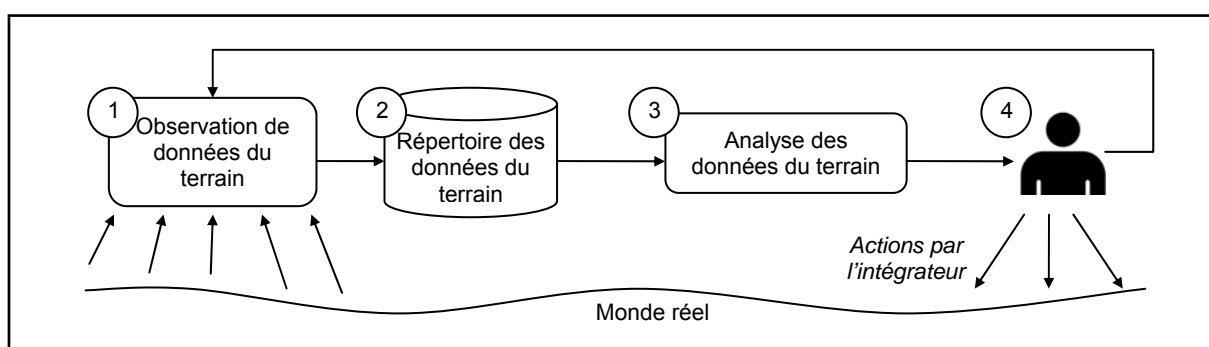 1
Observation de
données du
terrain
2
Répertoire des
données du
terrain
3
Analyse des
données du terrain
4
Actions par
l'intégrateur
Monde réel